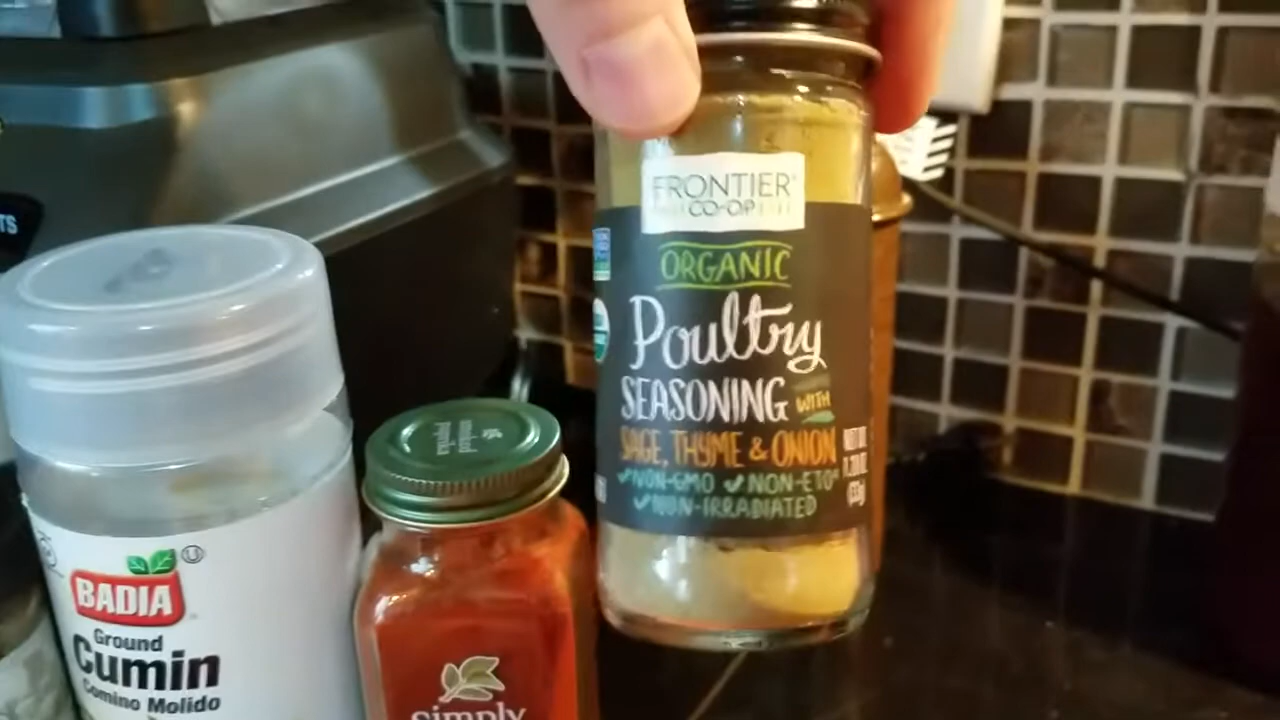 TS
FRONTIER
CO-OP
ORGANIC
Poultry
SEASONING WITH
SAGE, THYME & ONION
NON-GMO NON-ETO
NON-IRRADIATED
BADIA
Ground
Cumin
Comino Molido
Simply